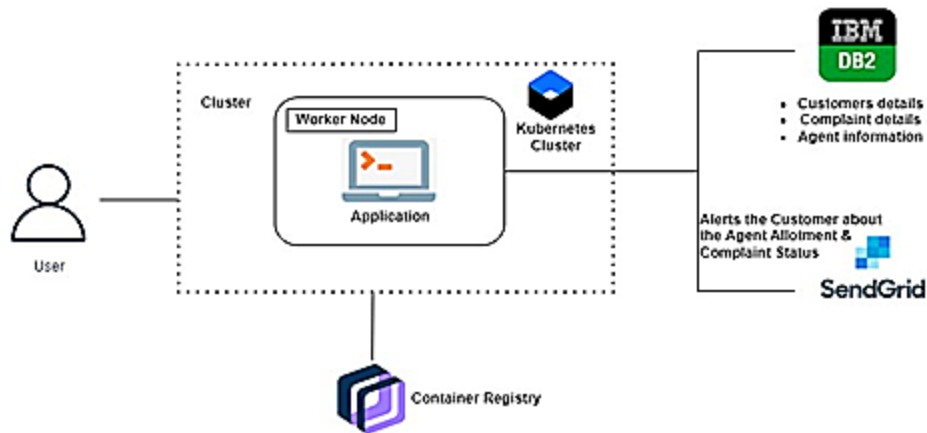 IBM
DB2
• Customers details
• Complaint details
• Agent information
Cluster
Worker Node
Kubernetes
Cluster
Application
User
Alerts the Customer about
the Agent Allotment &
Complaint Status
SendGrid
Container Registry